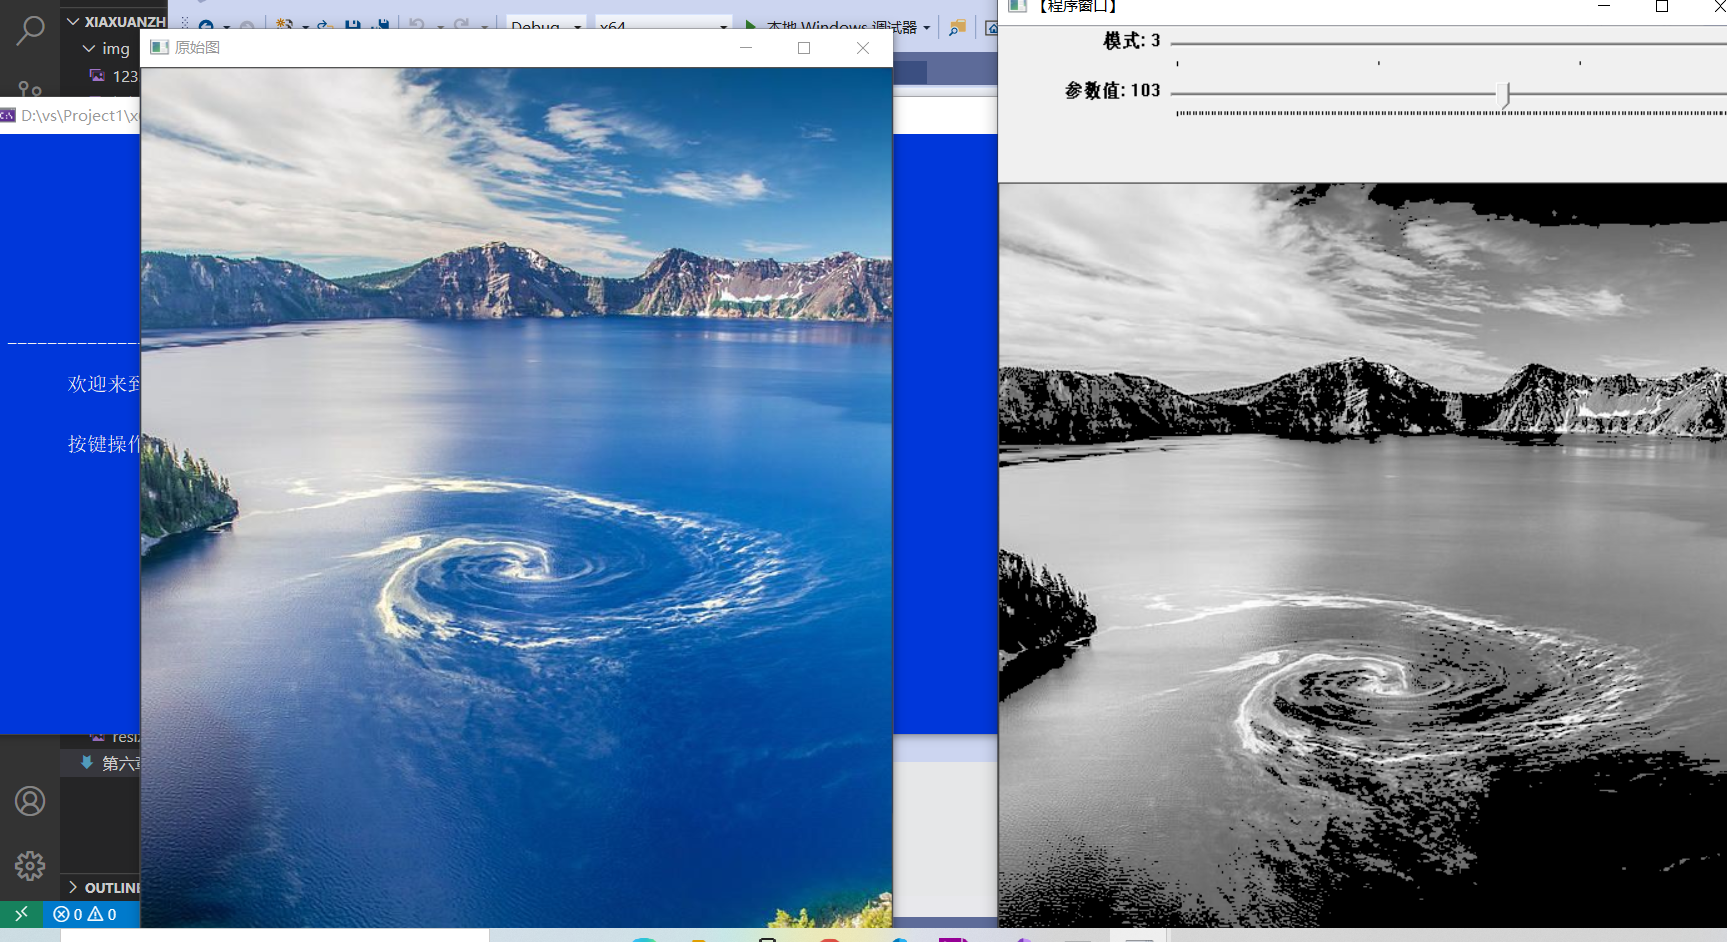 XIAXUANZH
img
123
原始图
Debug
x64
本地 Windows 调试器
【程序窗口】
模式: 3
参数值: 103
D:\vs\Project1\x
欢迎来到
按键操作
resi
第六章
OUTLINE
0 0